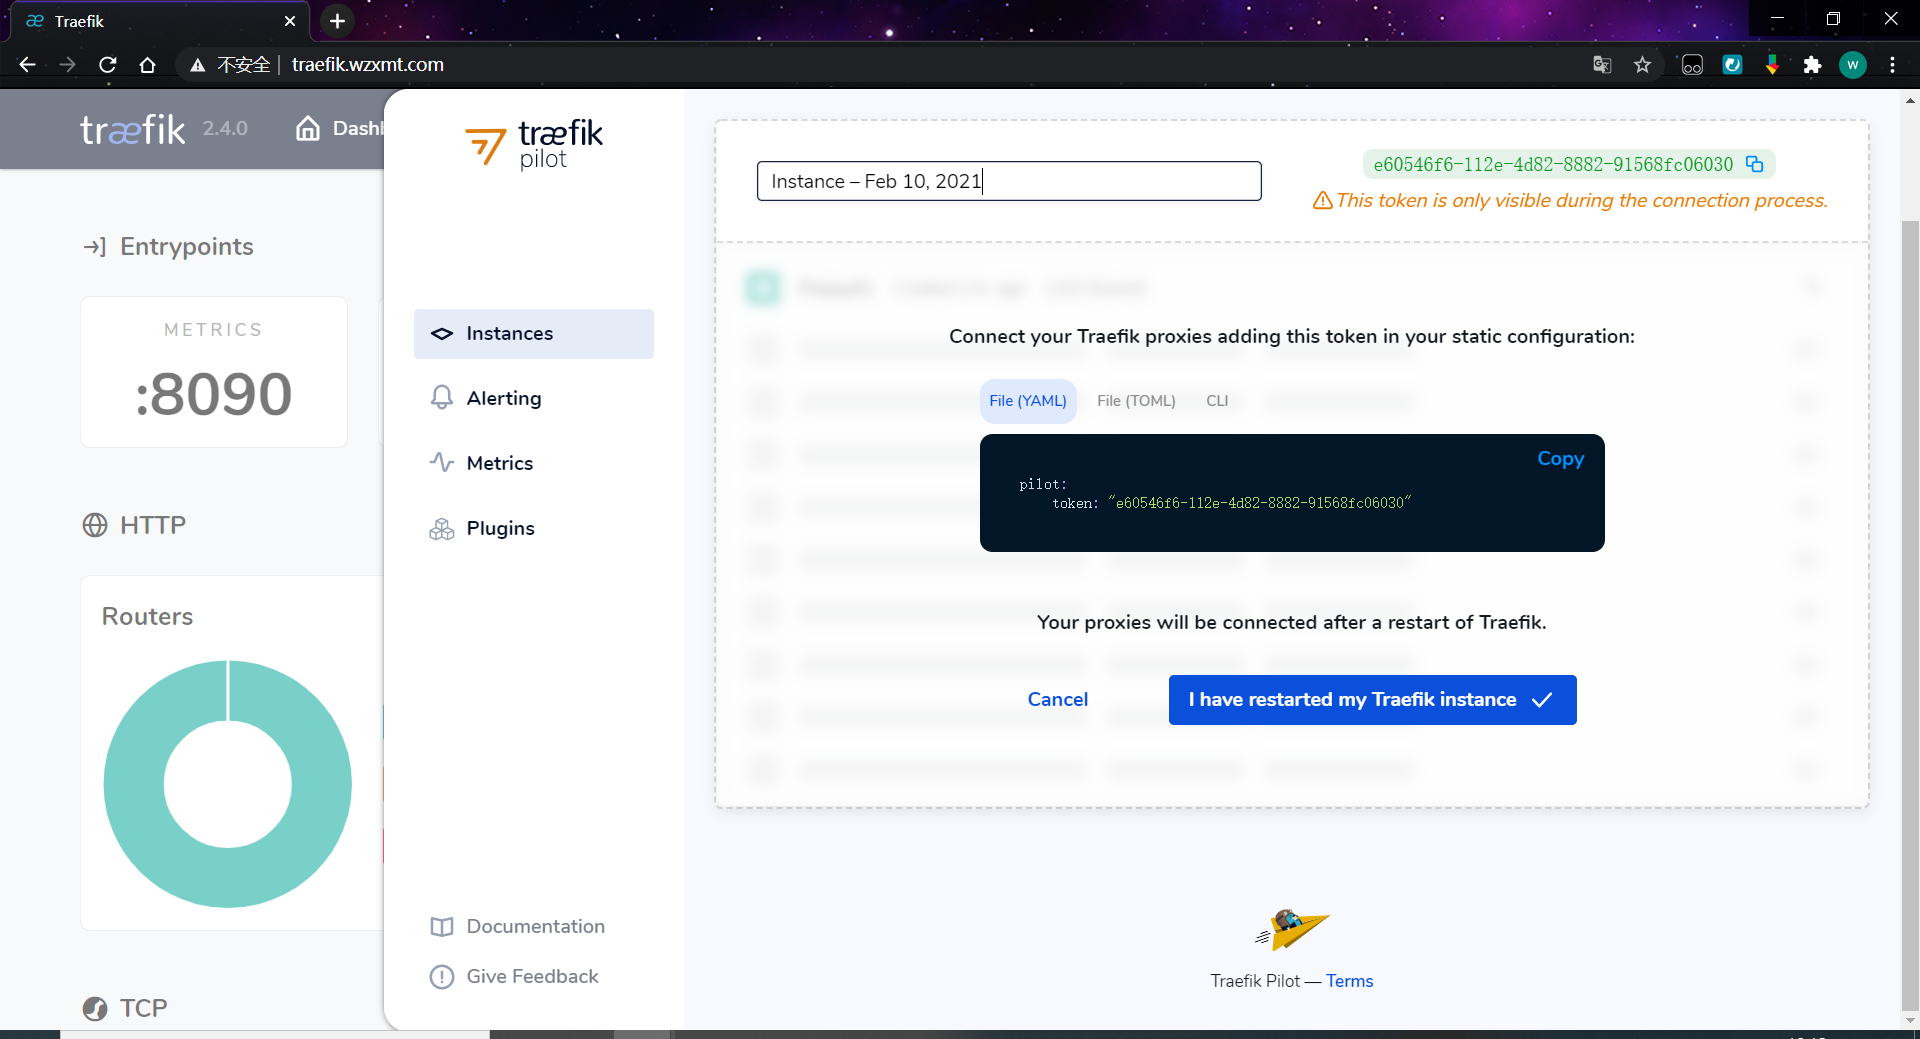 Traefik
不安全
traefik.wzxmt.com
W
træfik 2.4.0
Dashb
Entrypoints
METRICS
:8090
HTTP
Routers
TCP
træfik
pilot
Instances
Alerting
Metrics
Plugins
Documentation
Give Feedback
Instance – Feb 10, 2021
e60546f6-112e-4d82-8882-91568fc06030
This token is only visible during the connection process.
Connect your Traefik proxies adding this token in your static configuration:
File (YAML) File (TOML) CLI
Copy
pilot:
token: "e60546f6-112e-4d82-8882-91568fc06030"
Your proxies will be connected after a restart of Traefik.
Cancel
I have restarted my Traefik instance
Traefik Pilot — Terms